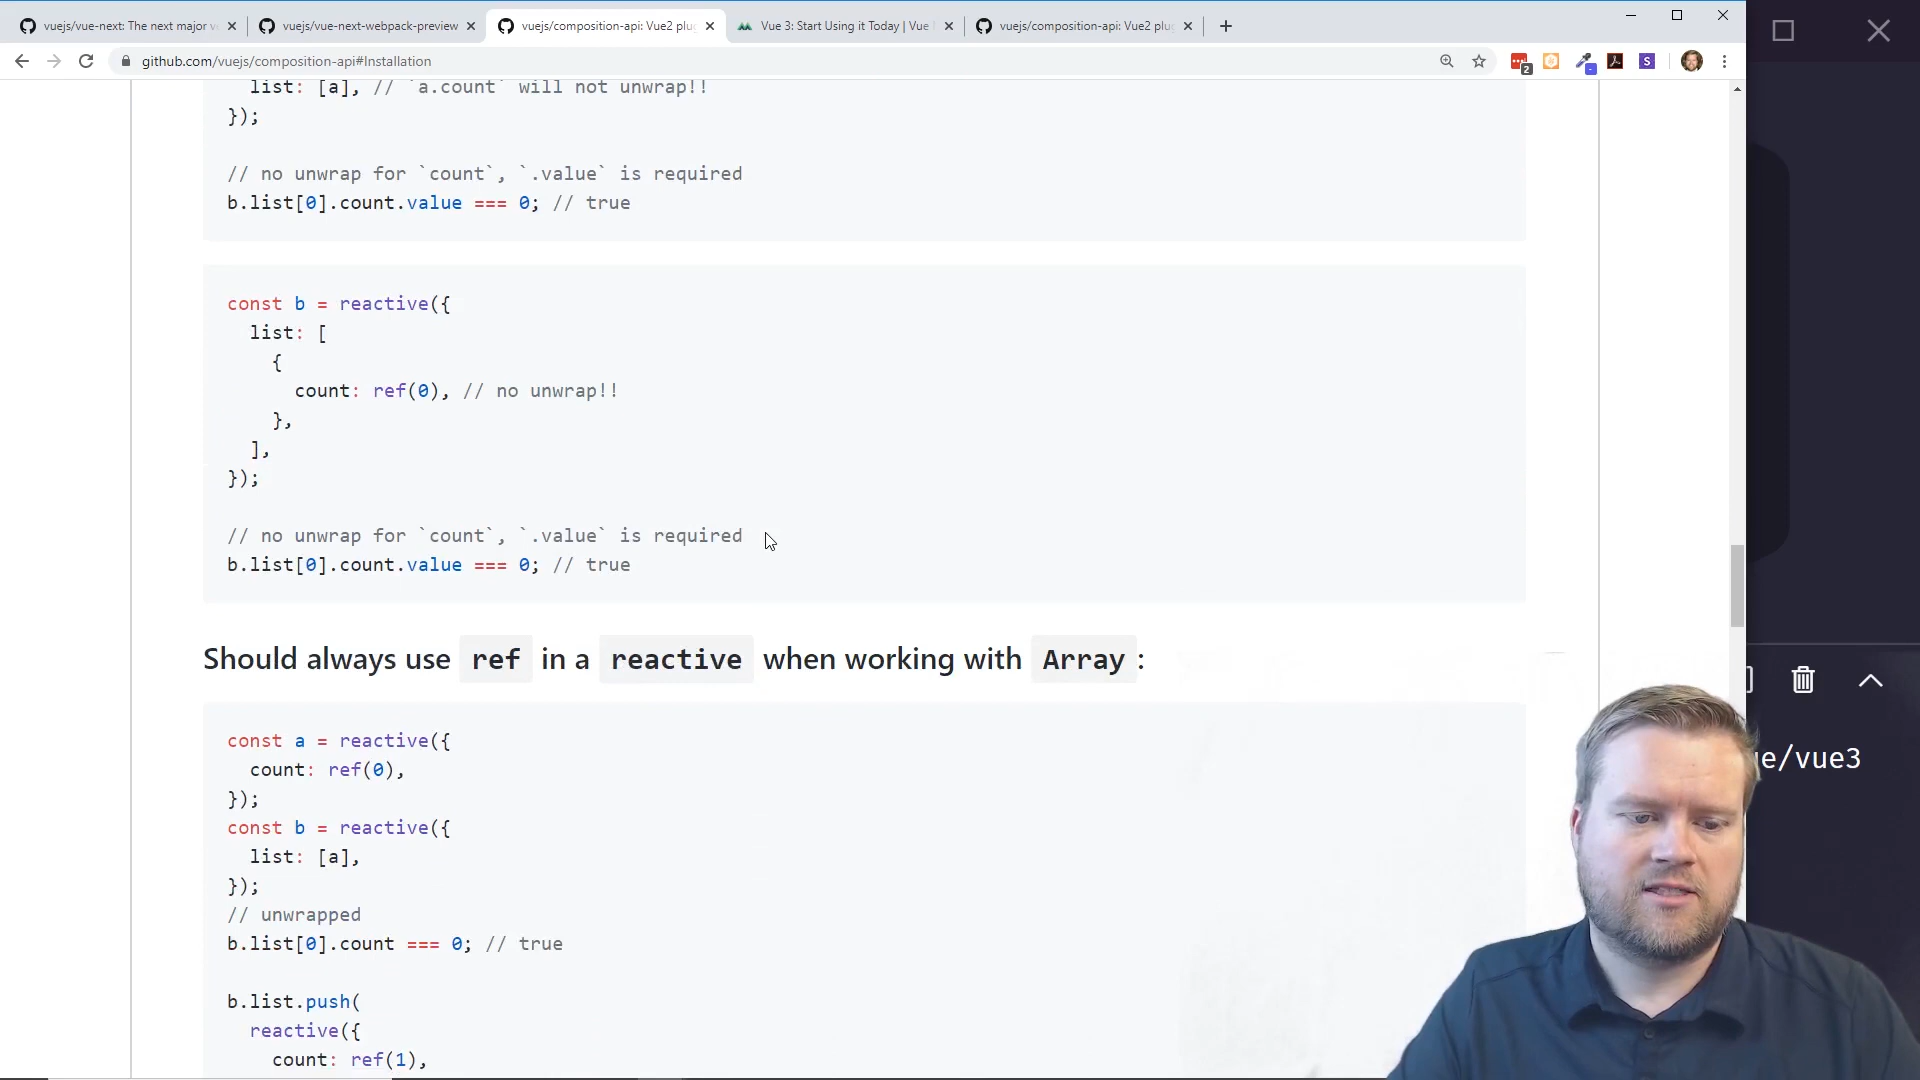 vuejs/vue-next: The next major v
vuejs/vue-next-webpack-preview
vuejs/composition-api: Vue2 plug
Vue 3: Start Using it Today | Vue
vuejs/composition-api: Vue2 plug
github.com/vuejs/composition-api#Installation
2
S
list: [a], // `a.count` will not unwrap!!
});
// no unwrap for `count`, `.value` is required
b.list[0].count.value === 0; // true
const b = reactive({
list: [
{
count: ref(0), // no unwrap!!
},
],
});
// no unwrap for `count`, `.value` is required
b.list[0].count.value === 0; // true
Should always use ref in a reactive when working with Array :
const a = reactive({
count: ref(0),
});
const b = reactive({
list: [a],
});
// unwrapped
b.list[0].count === 0; // true
b.list.push(
reactive({
count: ref(1),
e/vue3